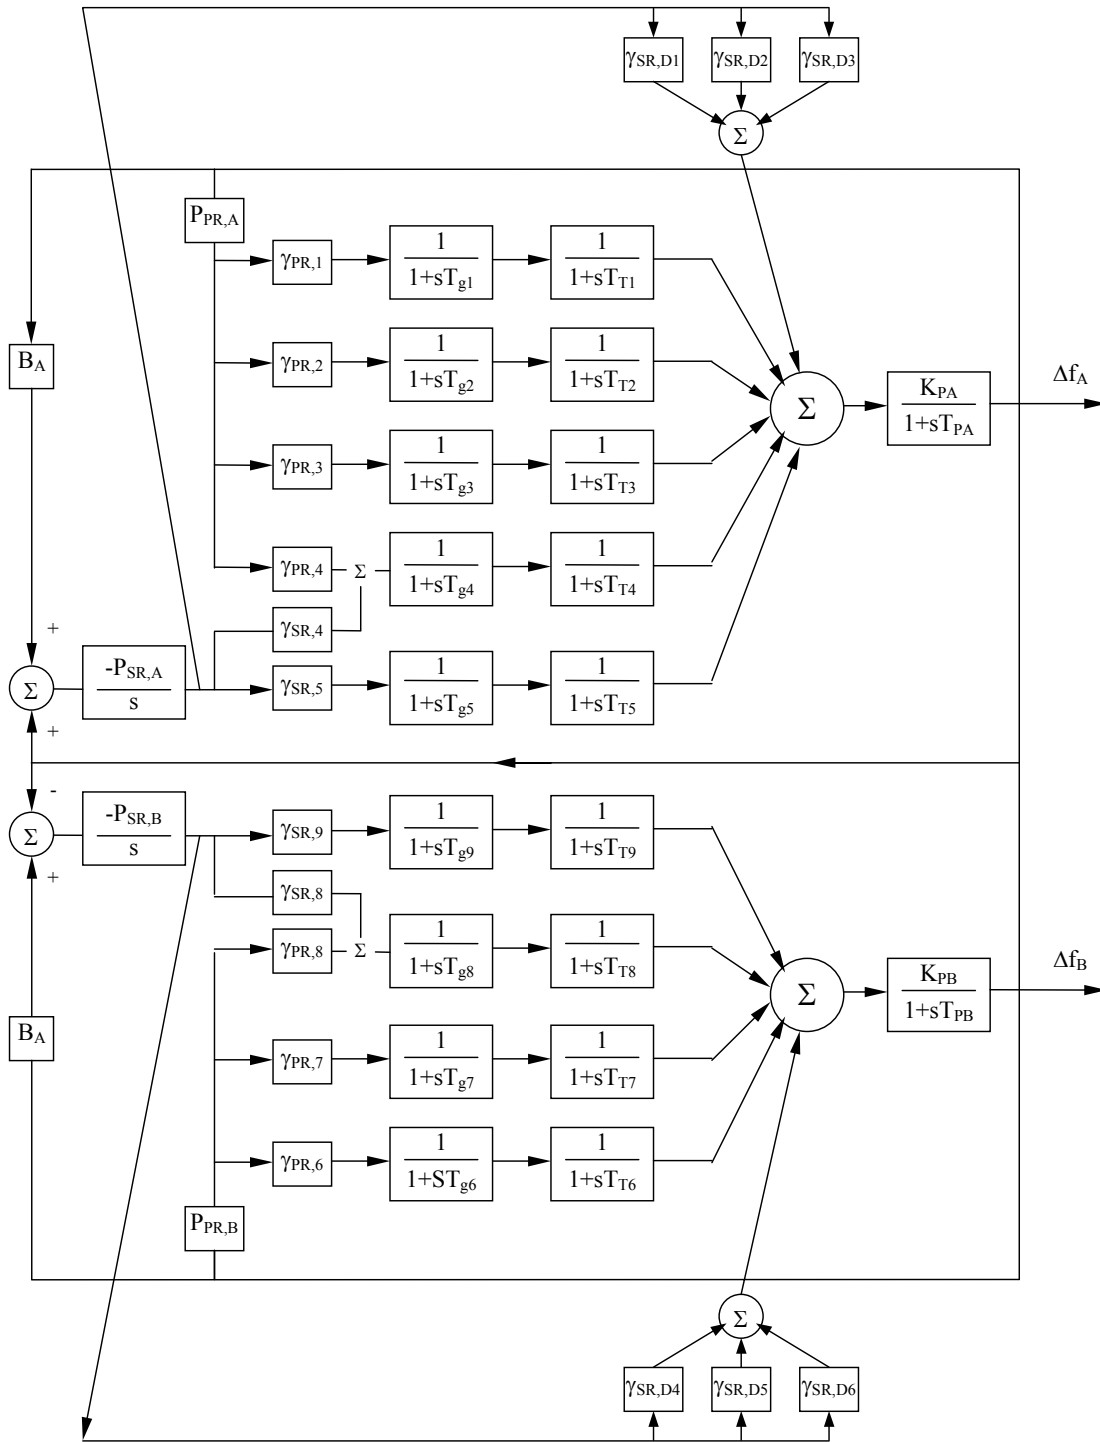 γSR,D1 γSR,D2 γSR,D3
Σ
PPR,A
γPR,1 1 1
1+sTg1 1+sTT1
BA γPR,2 1 1
1+sTg2 1+sTT2
Σ KPA ΔfA
1+sTPA
γPR,3 1 1
1+sTg3 1+sTT3
γPR,4 Σ 1 1
1+sTg4 1+sTT4
+ γSR,4
Σ -PSR,A γSR,5 1 1
s 1+sTg5 1+sTT5
+
-
Σ -PSR,B γSR,9 1 1
s 1+sTg9 1+sTT9
+ γSR,8
γPR,8 Σ 1 1
1+sTg8 1+sTT8
Σ KPB ΔfB
1+sTPB
BA γPR,7 1 1
1+sTg7 1+sTT7
γPR,6 1 1
1+STg6 1+sTT6
PPR,B
Σ
γSR,D4 γSR,D5 γSR,D6